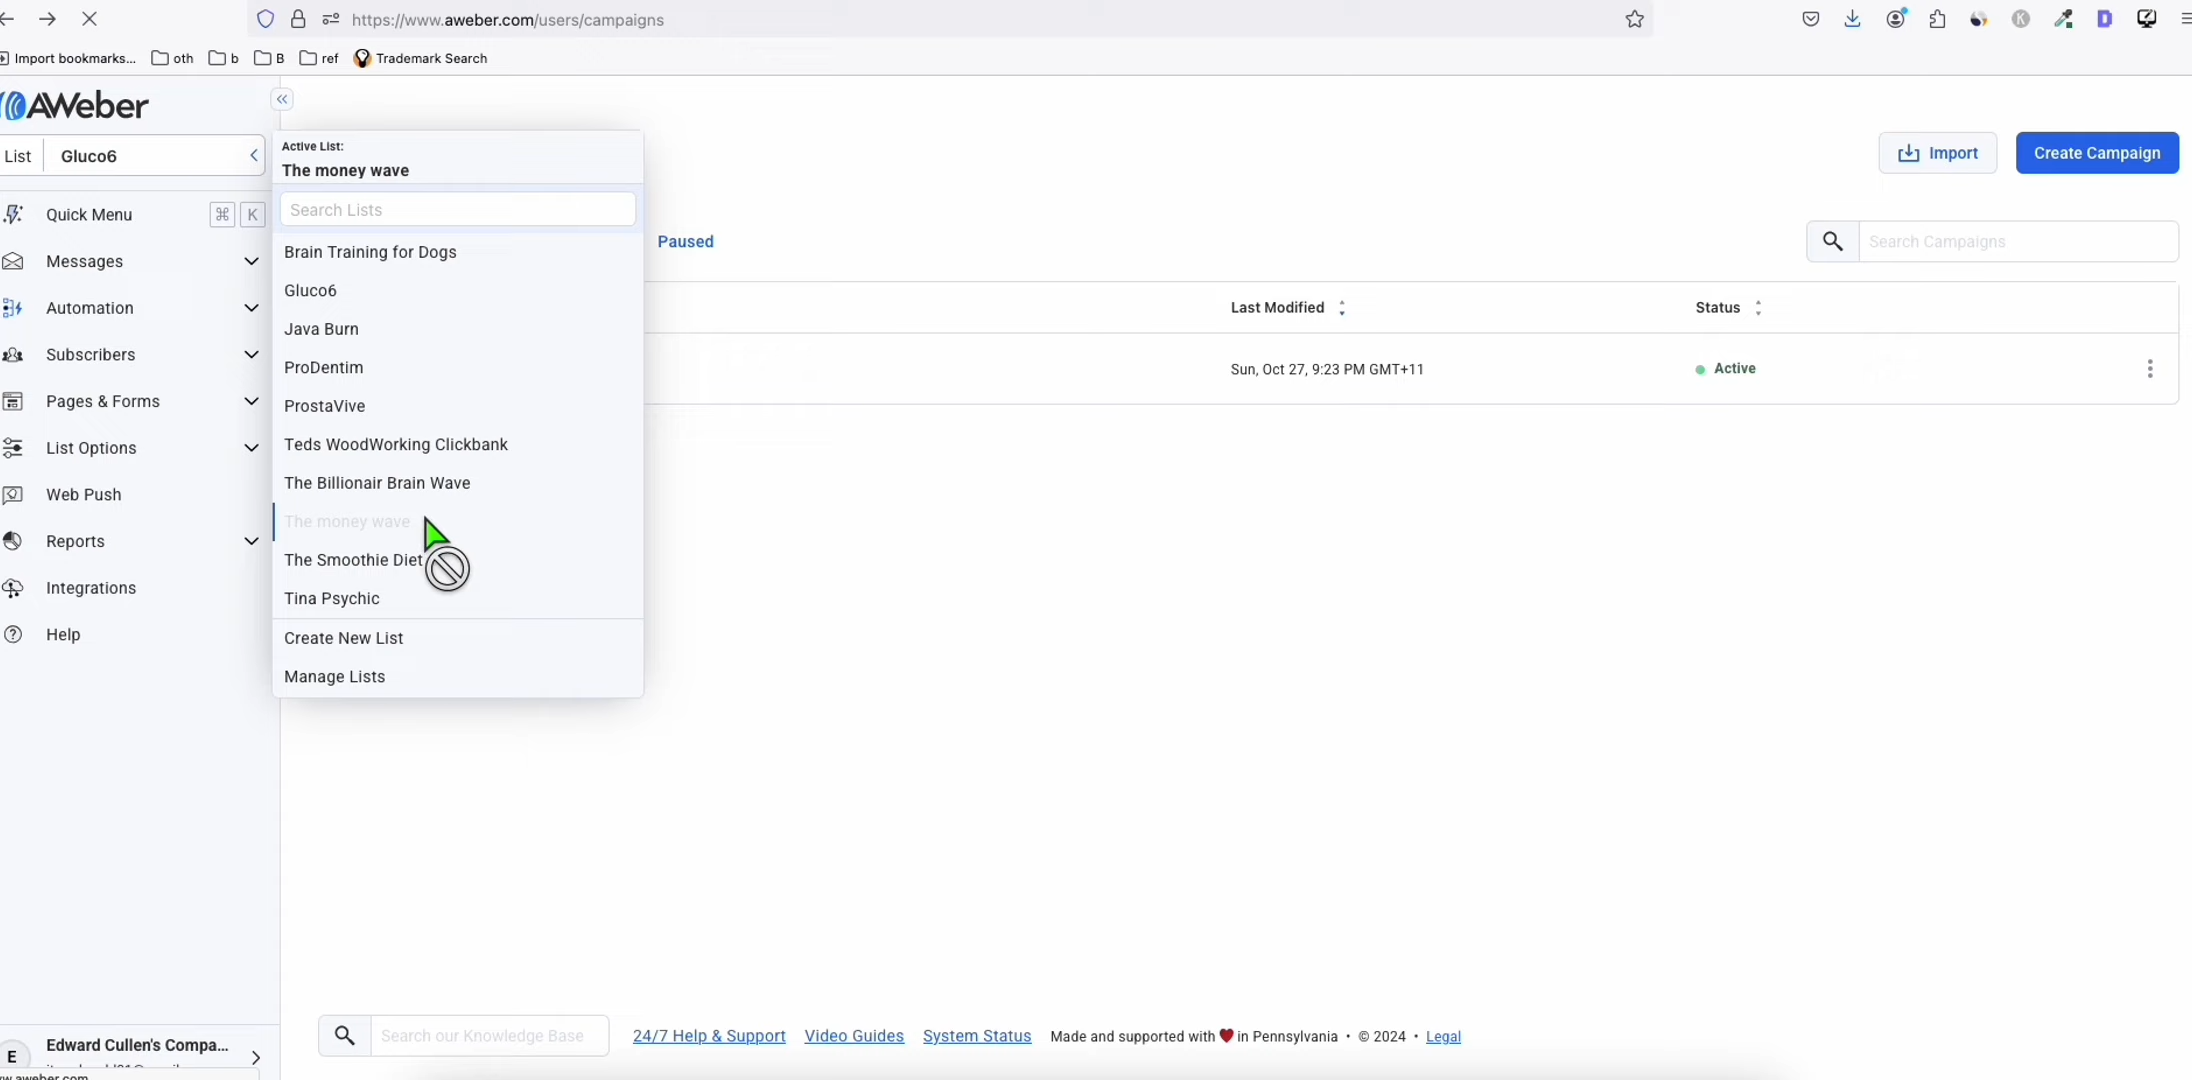 https://www.aweber.com/users/campaigns
Import bookmarks...
oth
b
B
ref
Trademark Search
AWeber
List
Gluco6
Active List:
The money wave
Search Lists
Brain Training for Dogs
Gluco6
Java Burn
ProDentim
ProstaVive
Teds WoodWorking Clickbank
The Billionair Brain Wave
The money wave
The Smoothie Diet
Tina Psychic
Create New List
Manage Lists
Quick Menu
⌘ K
Messages
Automation
Subscribers
Pages & Forms
List Options
Web Push
Reports
Integrations
Help
Import
Create Campaign
Paused
Search Campaigns
Last Modified
Status
Sun, Oct 27, 9:23 PM GMT+11
Active
E
Edward Cullen's Compa...
Search our Knowledge Base
24/7 Help & Support
Video Guides
System Status
Made and supported with ❤ in Pennsylvania • © 2024 •
Legal